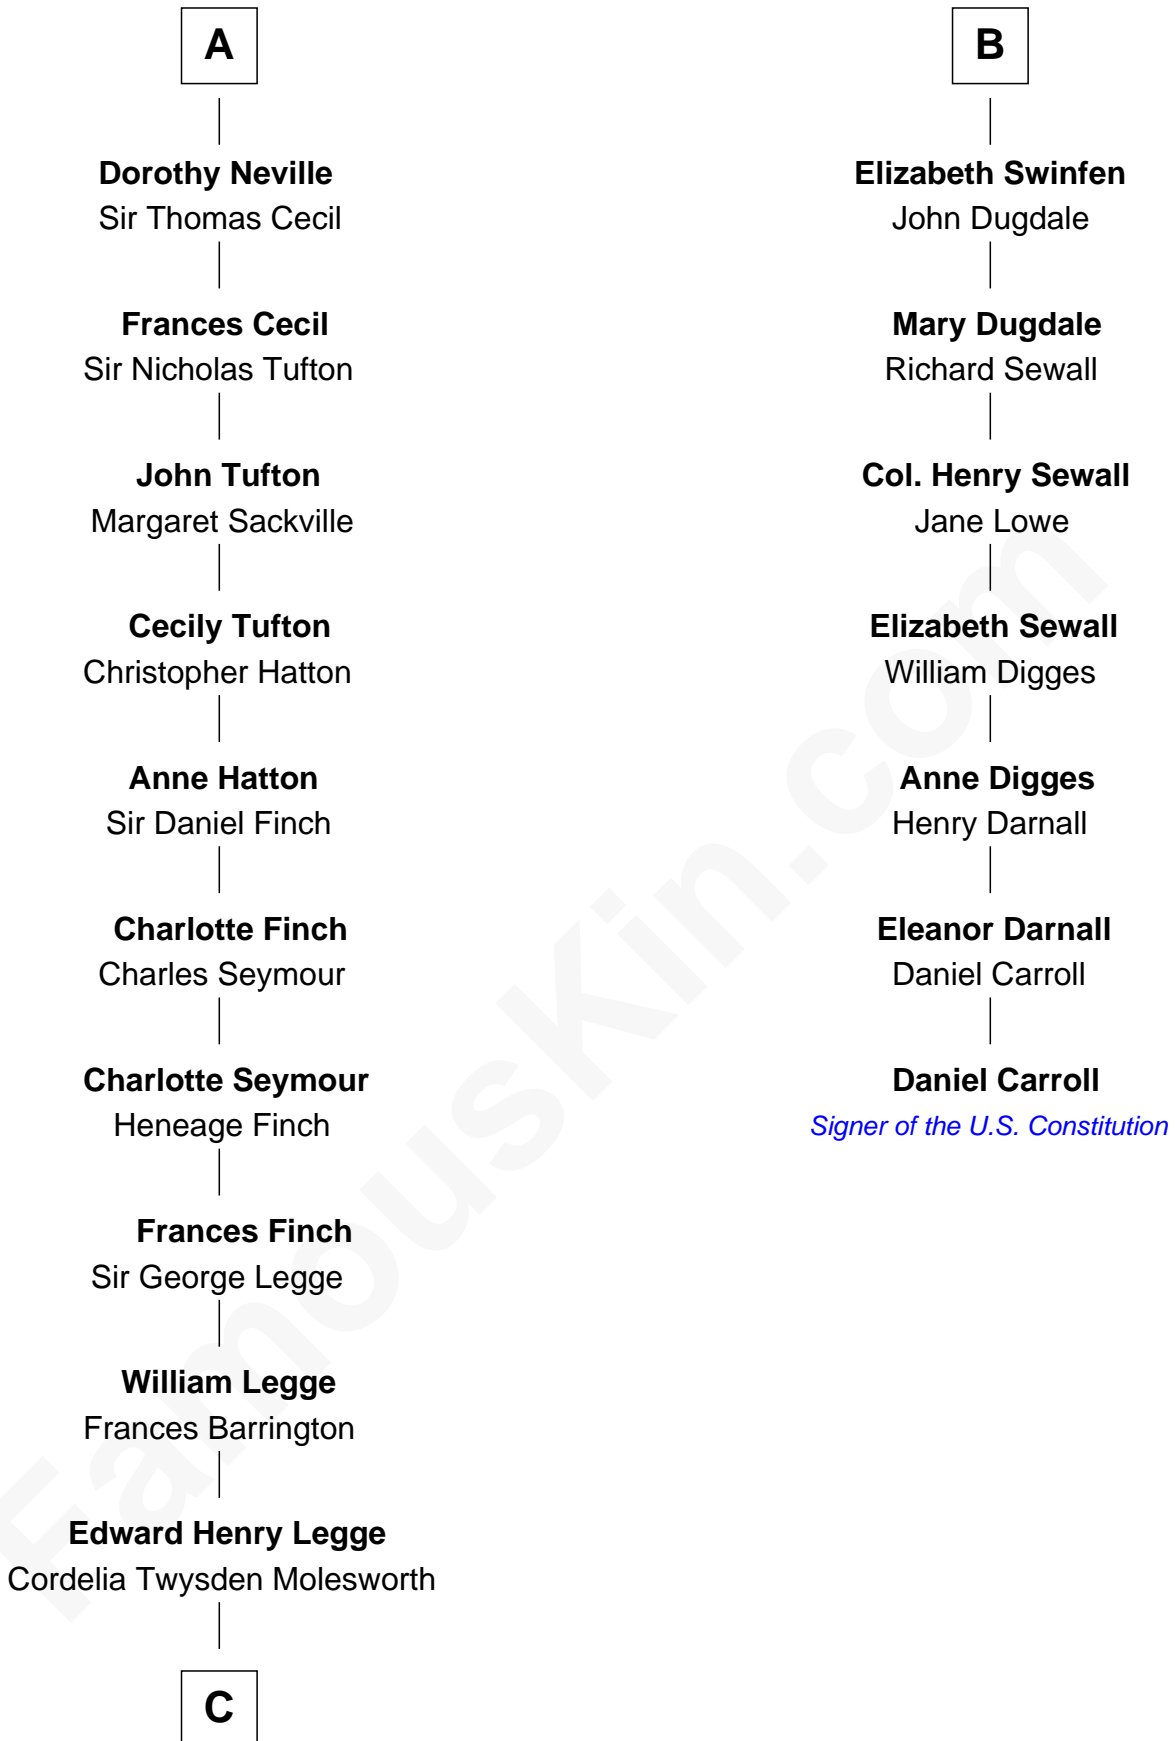 A
Dorothy Neville
Sir Thomas Cecil
Frances Cecil
Sir Nicholas Tufton
John Tufton
Margaret Sackville
Cecily Tufton
Christopher Hatton
Anne Hatton
Sir Daniel Finch
Charlotte Finch
Charles Seymour
Charlotte Seymour
Heneage Finch
Frances Finch
Sir George Legge
William Legge
Frances Barrington
Edward Henry Legge
Cordelia Twysden Molesworth
C
B
Elizabeth Swinfen
John Dugdale
Mary Dugdale
Richard Sewall
Col. Henry Sewall
Jane Lowe
Elizabeth Sewall
William Digges
Anne Digges
Henry Darnall
Eleanor Darnall
Daniel Carroll
Daniel Carroll
Signer of the U.S. Constitution
FamousKin.com